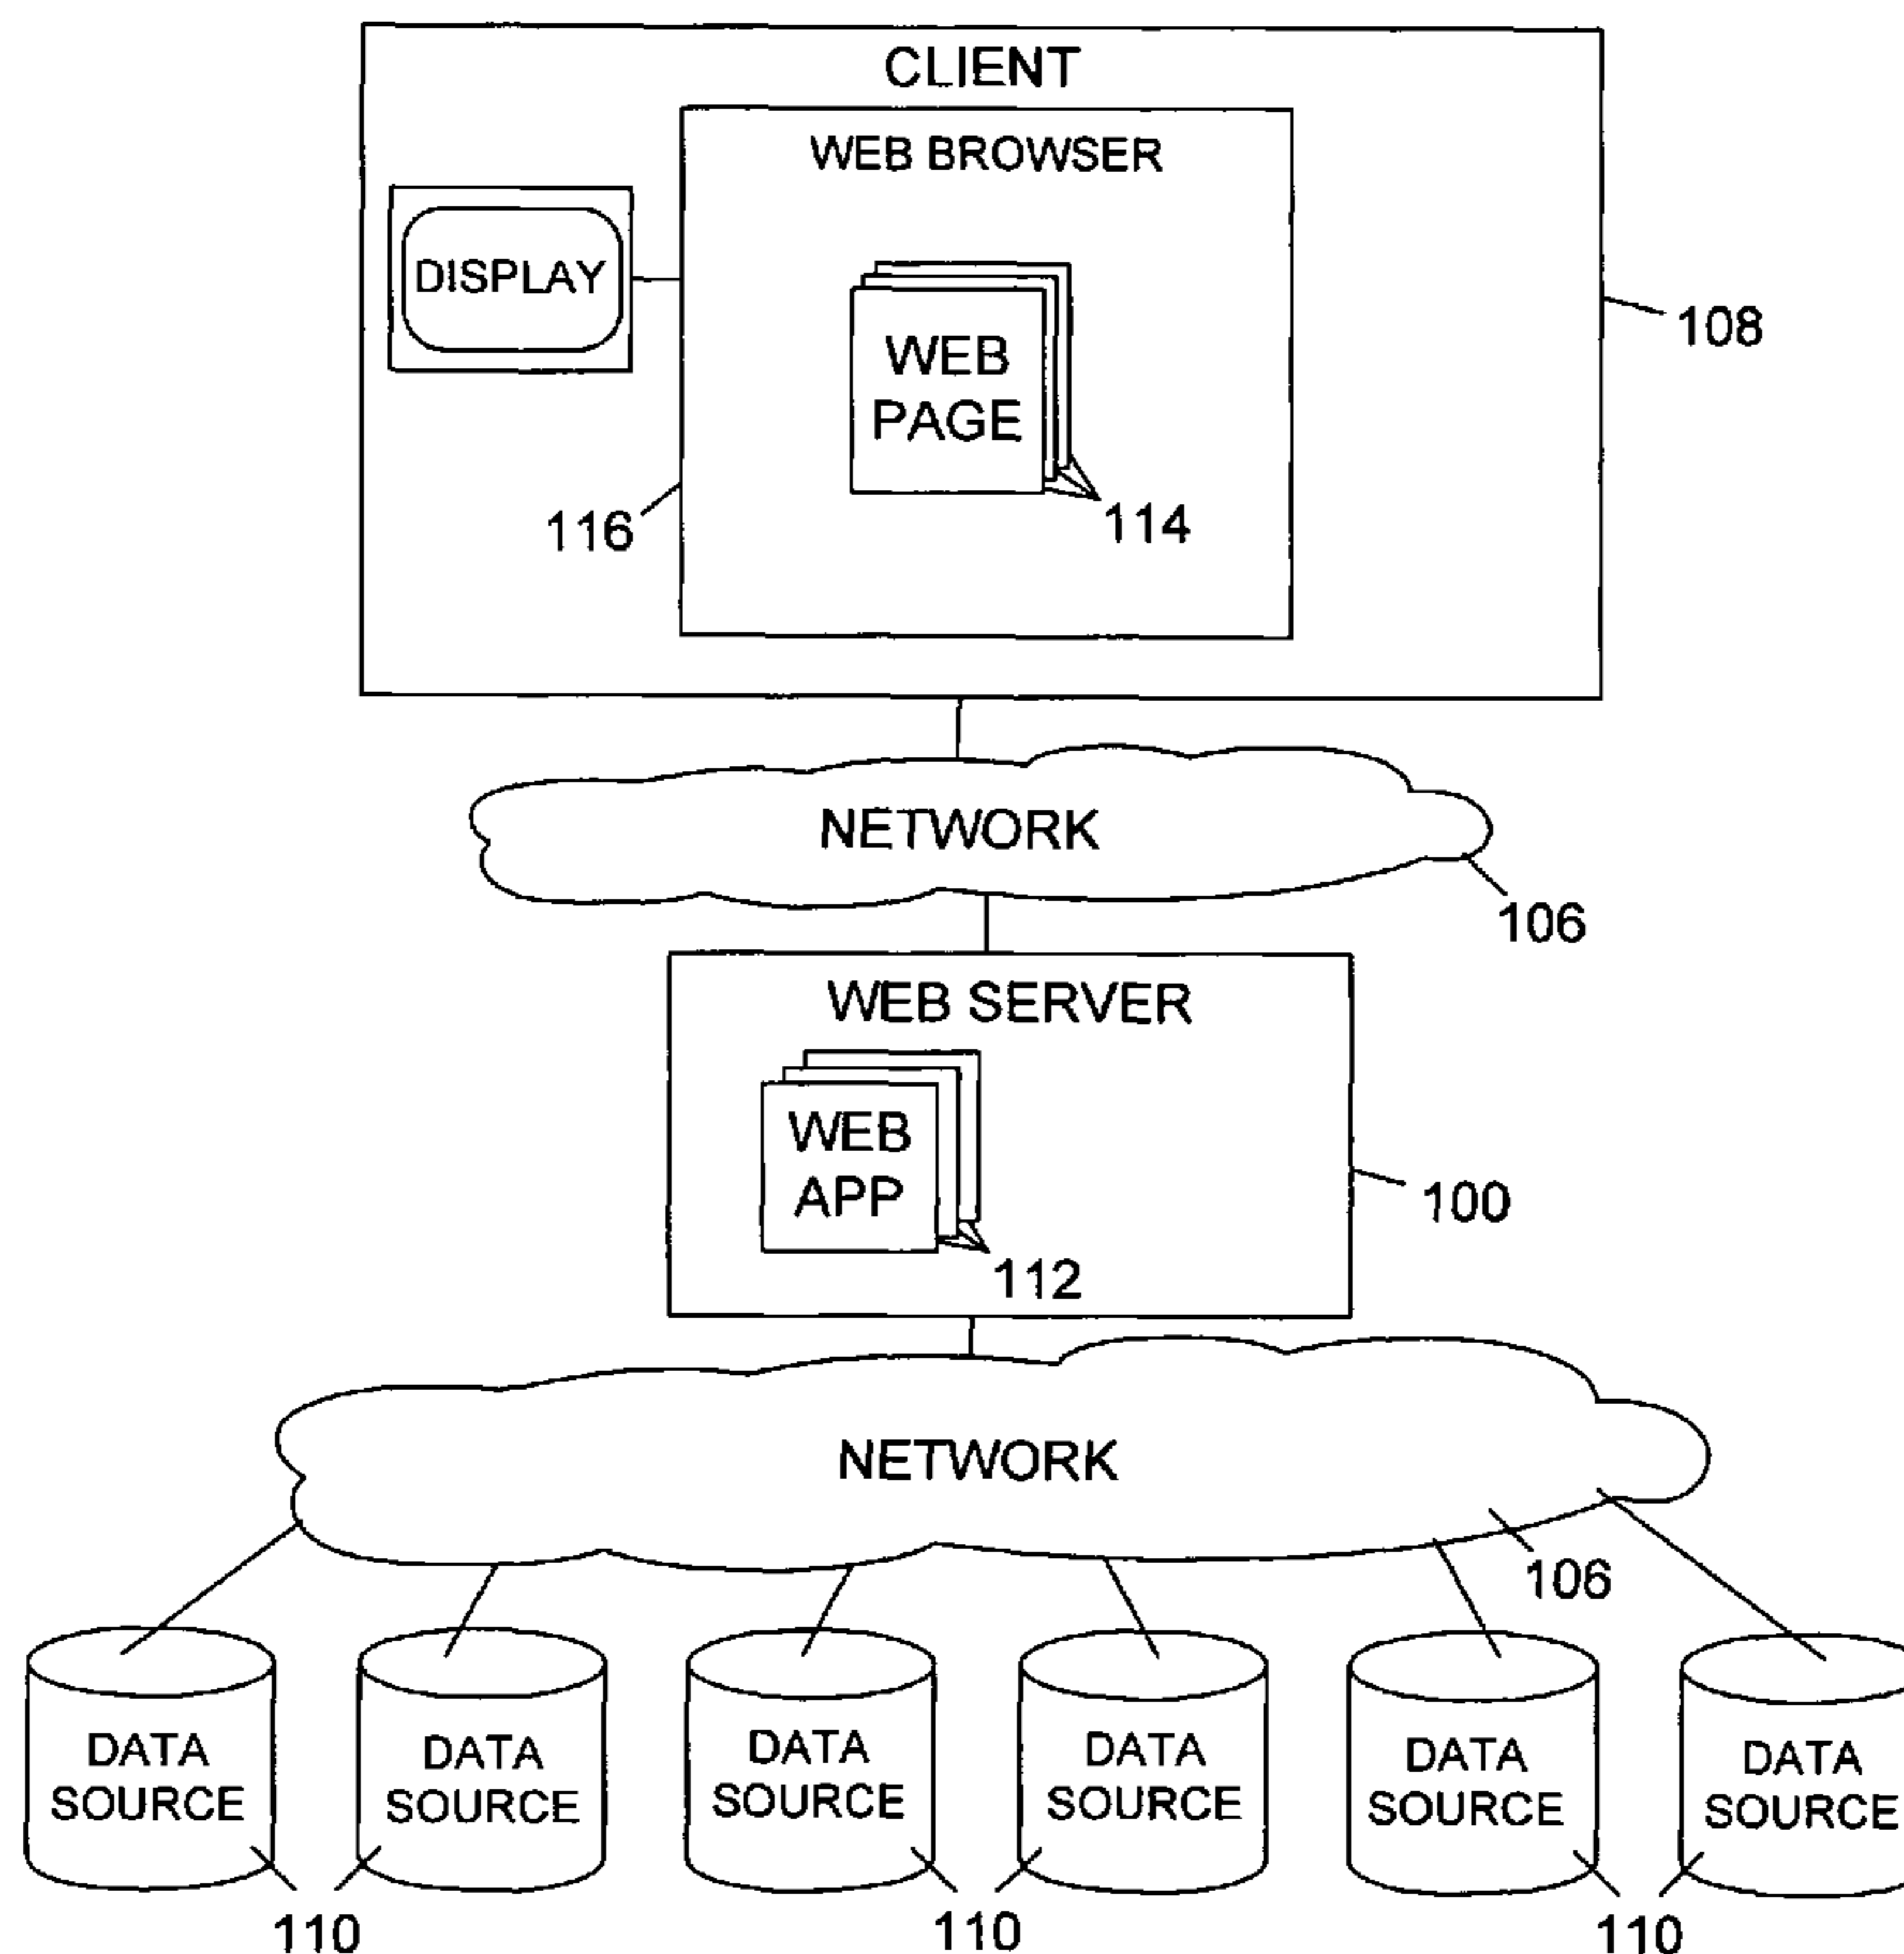 CLIENT
WEB BROWSER
DISPLAY
WEB
PAGE
108
116
114
NETWORK
106
WEB SERVER
WEB
APP
100
112
NETWORK
106
DATA
SOURCE
DATA
SOURCE
DATA
SOURCE
DATA
SOURCE
DATA
SOURCE
DATA
SOURCE
110
110
110